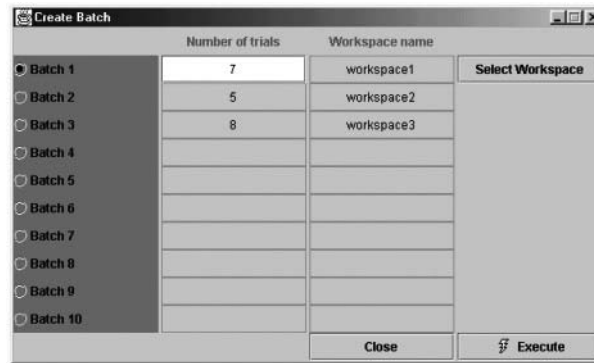 Create Batch
Number of trials Workspace name
Batch 1 7 workspace1 Select Workspace
Batch 2 5 workspace2
Batch 3 8 workspace3
Batch 4
Batch 5
Batch 6
Batch 7
Batch 8
Batch 9
Batch 10
Close Execute